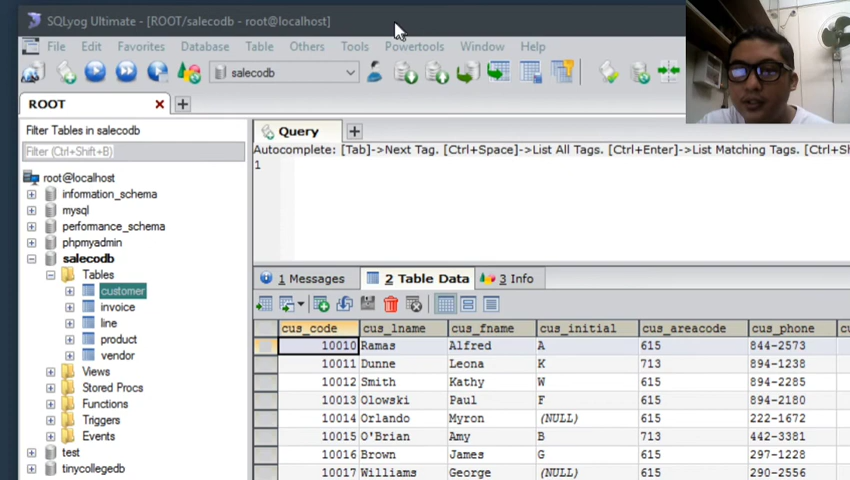 SQLyog Ultimate - [ROOT/salecodb - root@localhost]
File Edit Favorites Database Table Others Tools Powertools Window Help
salecodb
ROOT
Filter Tables in salecodb
Filter (Ctrl+Shift+B)
root@localhost
information_schema
mysql
performance_schema
phpmyadmin
salecodb
Tables
customer
invoice
line
product
vendor
Views
Stored Procs
Functions
Triggers
Events
test
tinycollegedb
Query
Autocomplete: [Tab]->Next Tag. [Ctrl+Space]->List All Tags. [Ctrl+Enter]->List Matching Tags. [Ctrl+Sh
1
1 Messages 2 Table Data 3 Info
cus_code cus_lname cus_fname cus_initial cus_areacode cus_phone cu
10010 Ramas Alfred A 615 844-2573
10011 Dunne Leona K 713 894-1238
10012 Smith Kathy W 615 894-2285
10013 Olowski Paul F 615 894-2180
10014 Orlando Myron (NULL) 615 222-1672
10015 O'Brian Amy B 713 442-3381
10016 Brown James G 615 297-1228
10017 Williams George (NULL) 615 290-2556